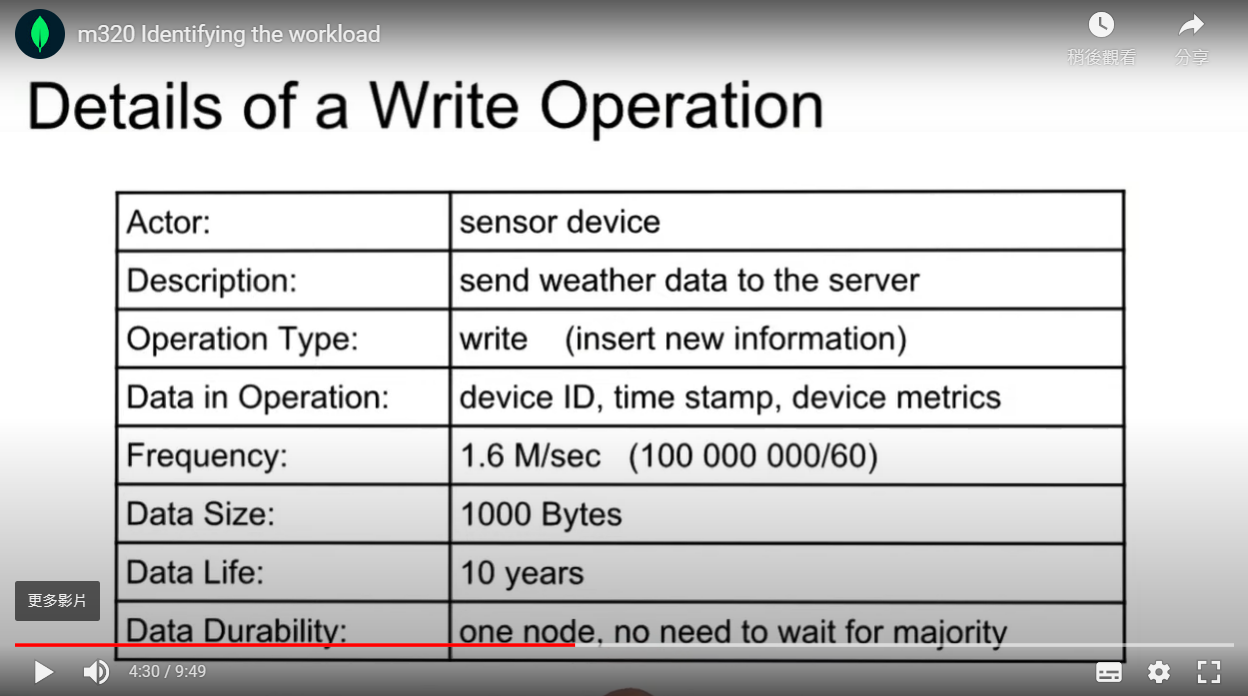 m320 Identifying the workload
稍後觀看
分享
Details of a Write Operation
Actor: sensor device
Description: send weather data to the server
Operation Type: write (insert new information)
Data in Operation: device ID, time stamp, device metrics
Frequency: 1.6 M/sec (100 000 000/60)
Data Size: 1000 Bytes
Data Life: 10 years
更多影片
Data Durability: one node, no need to wait for majority
4:30 / 9:49